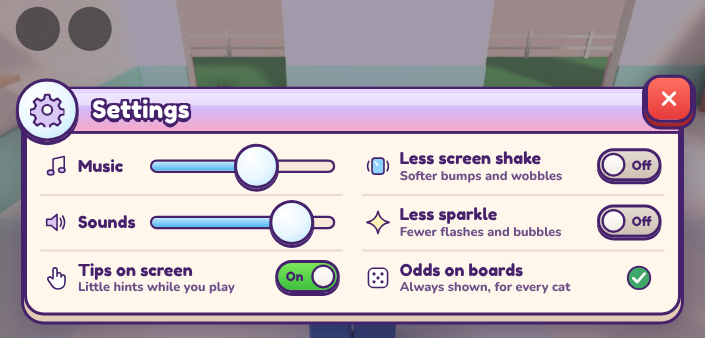 Settings
Music
Sounds
Tips on screen
Little hints while you play
On
Less screen shake
Softer bumps and wobbles
Off
Less sparkle
Fewer flashes and bubbles
Off
Odds on boards
Always shown, for every cat